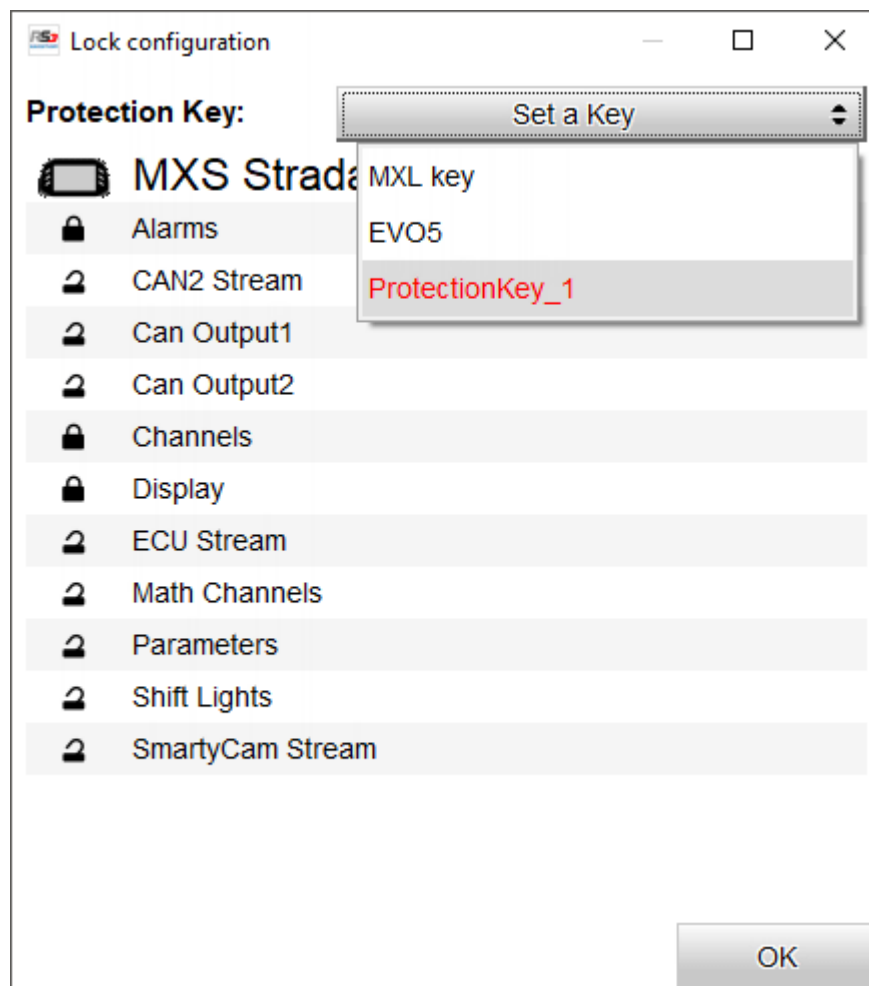 RS3 Lock configuration
Protection Key: Set a Key
MXS Strada
MXL key
EVO5
ProtectionKey_1
Alarms
CAN2 Stream
Can Output1
Can Output2
Channels
Display
ECU Stream
Math Channels
Parameters
Shift Lights
SmartyCam Stream
OK